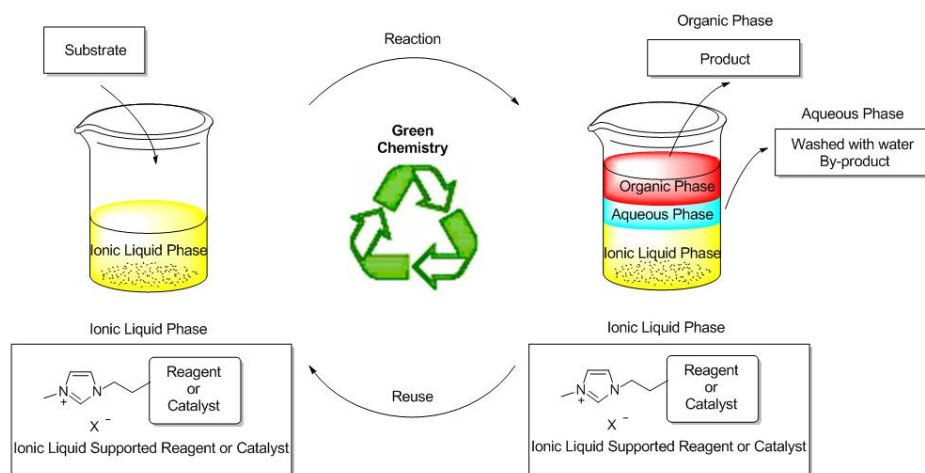 Organic Phase
Substrate
Reaction
Product
Aqueous Phase
Green
Chemistry
Washed with water
By-product
Organic Phase
Aqueous Phase
Ionic Liquid Phase
Ionic Liquid Phase
Ionic Liquid Phase
Ionic Liquid Phase
N
+
N
Reagent
or
Catalyst
X −
Ionic Liquid Supported Reagent or Catalyst
Reuse
N
+
N
Reagent
or
Catalyst
X −
Ionic Liquid Supported Reagent or Catalyst